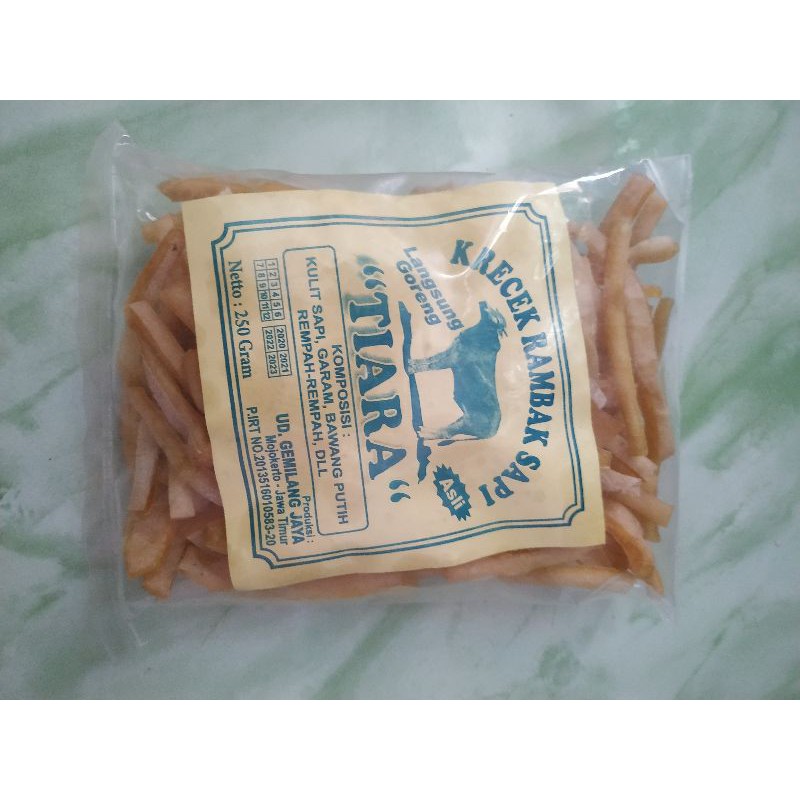 KRECEK RAMBAK SAPI
Langsung
Goreng
Asli
“TIARA“
KOMPOSISI :
KULIT SAPI, GARAM, BAWANG PUTIH
REMPAH-REMPAH, DLL
1 2 3 4 5 6
7 8 9 10 11 12
2020 2021
2022 2023
Netto : 250 Gram
Produksi :
UD. GEMILANG JAYA
Mojokerto - Jawa Timur
P.IRT NO.2013516010583-20